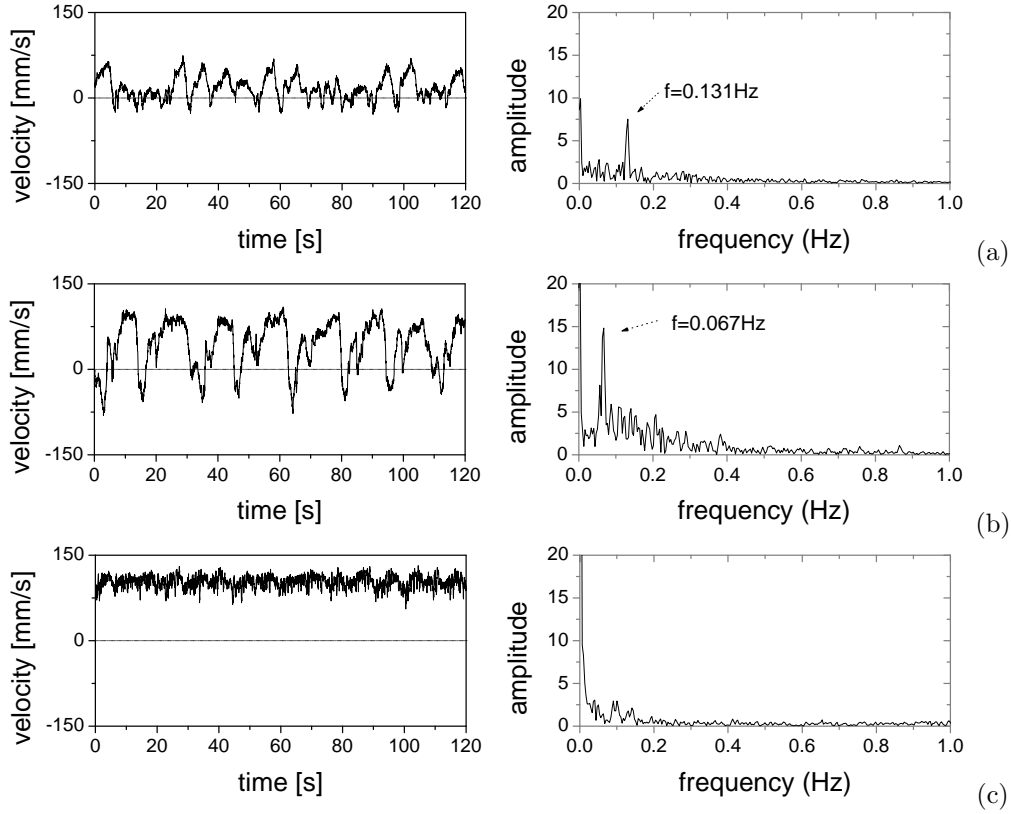 150
0
-150
velocity [mm/s]
0 20 40 60 80 100 120
time [s]
20
15
10
5
0
amplitude
f=0.131Hz
0.0 0.2 0.4 0.6 0.8 1.0
frequency (Hz)
(a)
150
0
-150
velocity [mm/s]
0 20 40 60 80 100 120
time [s]
20
15
10
5
0
amplitude
f=0.067Hz
0.0 0.2 0.4 0.6 0.8 1.0
frequency (Hz)
(b)
150
0
-150
velocity [mm/s]
0 20 40 60 80 100 120
time [s]
20
15
10
5
0
amplitude
0.0 0.2 0.4 0.6 0.8 1.0
frequency (Hz)
(c)